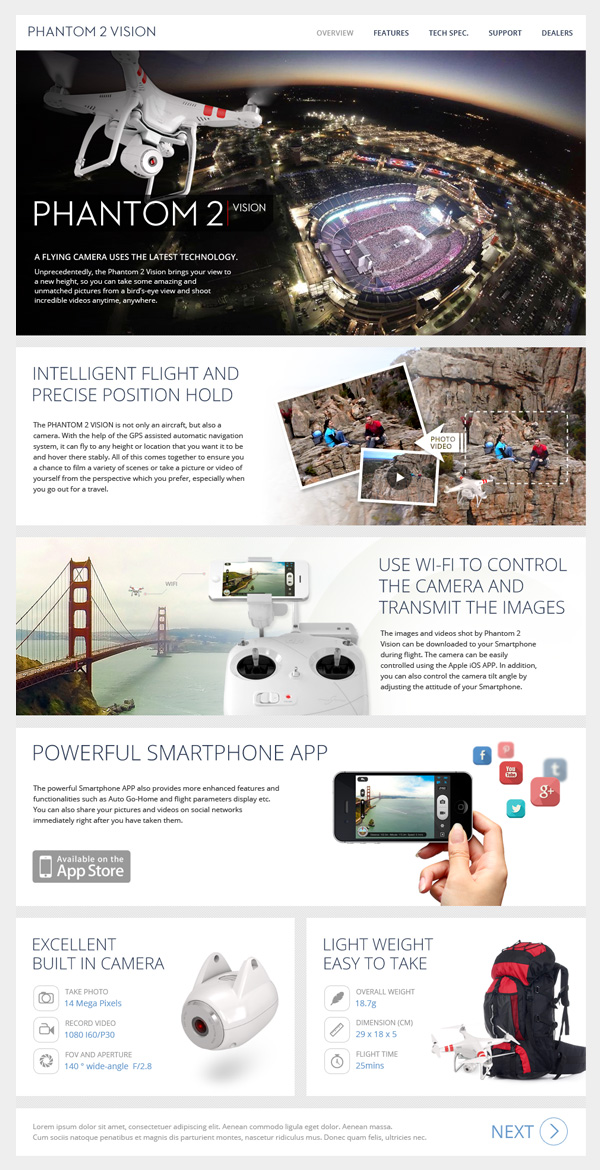 PHANTOM 2 VISION
OVERVIEW
FEATURES
TECH SPEC.
SUPPORT
DEALERS
PHANTOM 2 VISION
A FLYING CAMERA USES THE LATEST TECHNOLOGY.
Unprecedentedly, the Phantom 2 Vision brings your view to
a new height, so you can take some amazing and
unmatched pictures from a bird's-eye view and shoot
incredible videos anytime, anywhere.
INTELLIGENT FLIGHT AND
PRECISE POSITION HOLD
The PHANTOM 2 VISION is not only an aircraft, but also a
camera. With the help of the GPS assisted automatic navigation
system, it can fly to any height or location that you want it to be
and hover there stably. All of this comes together to ensure you
a chance to film a variety of scenes or take a picture or video of
yourself from the perspective which you prefer, especially when
you go out for a travel.
PHOTO
VIDEO
WIFI
USE WI-FI TO CONTROL
THE CAMERA AND
TRANSMIT THE IMAGES
The images and videos shot by Phantom 2
Vision can be downloaded to your Smartphone
during flight. The camera can be easily
controlled using the Apple iOS APP. In addition,
you can also control the camera tilt angle by
adjusting the attitude of your Smartphone.
POWERFUL SMARTPHONE APP
The powerful Smartphone APP also provides more enhanced features and
functionalities such as Auto Go-Home and flight parameters display etc.
You can also share your pictures and videos on social networks
immediately right after you have taken them.
Available on the
App Store
f
t
You
Tube
g+
EXCELLENT
BUILT IN CAMERA
TAKE PHOTO
14 Mega Pixels
RECORD VIDEO
1080 I60/P30
FOV AND APERTURE
140 ° wide-angle F/2.8
LIGHT WEIGHT
EASY TO TAKE
OVERALL WEIGHT
18.7g
DIMENSION (CM)
29 x 18 x 5
FLIGHT TIME
25mins
Lorem ipsum dolor sit amet, consectetuer adipiscing elit. Aenean commodo ligula eget dolor. Aenean massa.
Cum sociis natoque penatibus et magnis dis parturient montes, nascetur ridiculus mus. Donec quam felis, ultricies nec.
NEXT